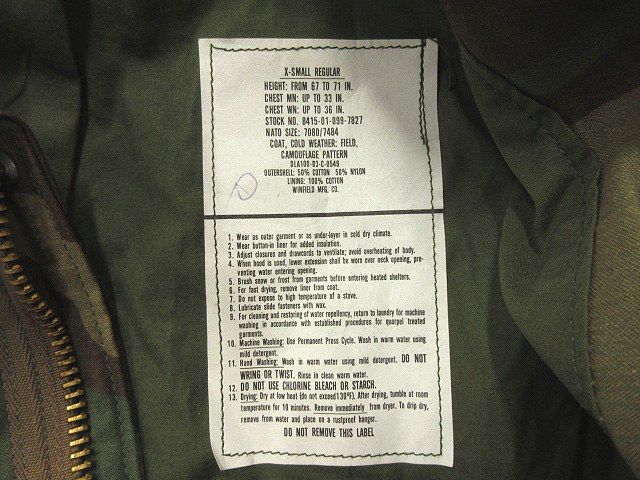 X-SMALL REGULAR
HEIGHT: FROM 67 TO 71 IN.
CHEST MN: UP TO 33 IN.
CHEST WN: UP TO 36 IN.
STOCK NO. 8415-01-099-7827
NATO SIZE: 7080/7484
COAT, COLD WEATHER: FIELD,
CAMOUFLAGE PATTERN
DLA100-83-C-0549
OUTERSHELL: 50% COTTON 50% NYLON
LINING: 100% COTTON
WINFIELD MFG. CO.
1. Wear as outer garment or as under-layer in cold dry climate.
2. Wear button-in liner for added insulation.
3. Adjust closures and drawcords to ventilate; avoid overheating of body.
4. When hood is used, lower extension shall be worn over neck opening, pre-
venting water entering opening.
5. Brush snow or frost from garments before entering heated shelters.
6. For fast drying, remove liner from coat.
7. Do not expose to high temperature of a stove.
8. Lubricate slide fasteners with wax.
9. For cleaning and restoring of water repellency, return to laundry for machine
washing in accordance with established procedures for quarpel treated
garments.
10. Machine Washing: Use Permanent Press Cycle. Wash in warm water using
mild detergent.
11. Hand Washing: Wash in warm water using mild detergent. DO NOT
WRING OR TWIST. Rinse in clean warm water.
12. DO NOT USE CHLORINE BLEACH OR STARCH.
13. Drying: Dry at low heat (do not exceed 130°F). After drying, tumble at room
temperature for 10 minutes. Remove immediately from dryer. To drip dry,
remove from water and place on a rustproof hanger.
DO NOT REMOVE THIS LABEL